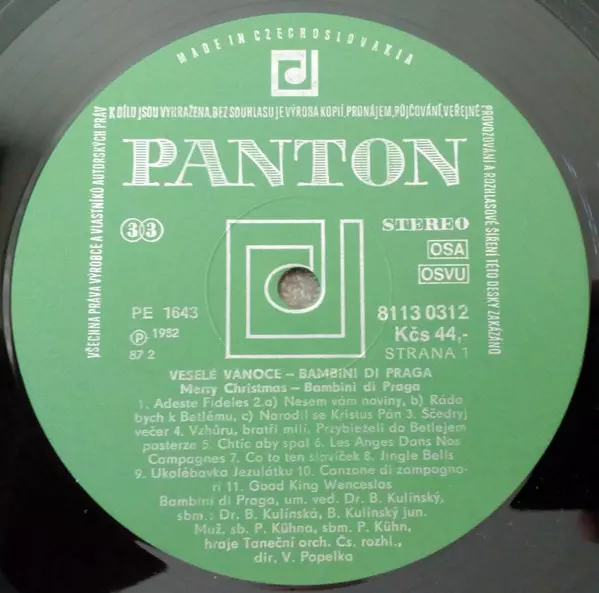 MADE IN CZECHOSLOVAKIA
VŠECHNA PRÁVA VÝROBCE A VLASTNÍKŮ AUTORSKÝCH PRÁV
K DÍLU JSOU VYHRAŽENA, BEZ SOUHLASU JE VÝROBA KOPIÍ, PRONÁJEM, PŮJČOVÁNÍ, VEŘEJNÉ
PROVOZOVÁNÍ A ROZHLASOVÉ ŠÍŘENÍ TÉTO DESKY ZAKÁZÁNO
PANTON
33
STEREO
OSA
OSVU
PE 1643
Ⓟ 1982
87.2
8113 0312
Kčs 44,-
STRANA 1
VESELÉ VÁNOCE – BAMBINI DI PRAGA
Merry Christmas – Bambini di Praga
1. Adeste Fideles 2.a) Nesem vám noviny, b) Ráda
bych k Betlému, c) Narodil se Kristus Pán 3. Ščedryj
večer 4. Vzhůru, bratří milí, Przybiezeli do Betlejem
pasterze 5. Chtíc aby spal 6. Les Anges Dans Nos
Campagnes 7. Co to ten slavíček 8. Jingle Bells
9. Ukolébavka Jezulátku 10. Canzone di zampogna-
ri 11. Good King Wenceslas
Bambini di Praga, um. ved. Dr. B. Kulínský,
sbm.: Dr. B. Kulínská, B. Kulínský jun.
Muž. sb. P. Kühna, sbm. P. Kühn,
hraje Taneční orch. Čs. rozhl.,
dir. V. Popelka